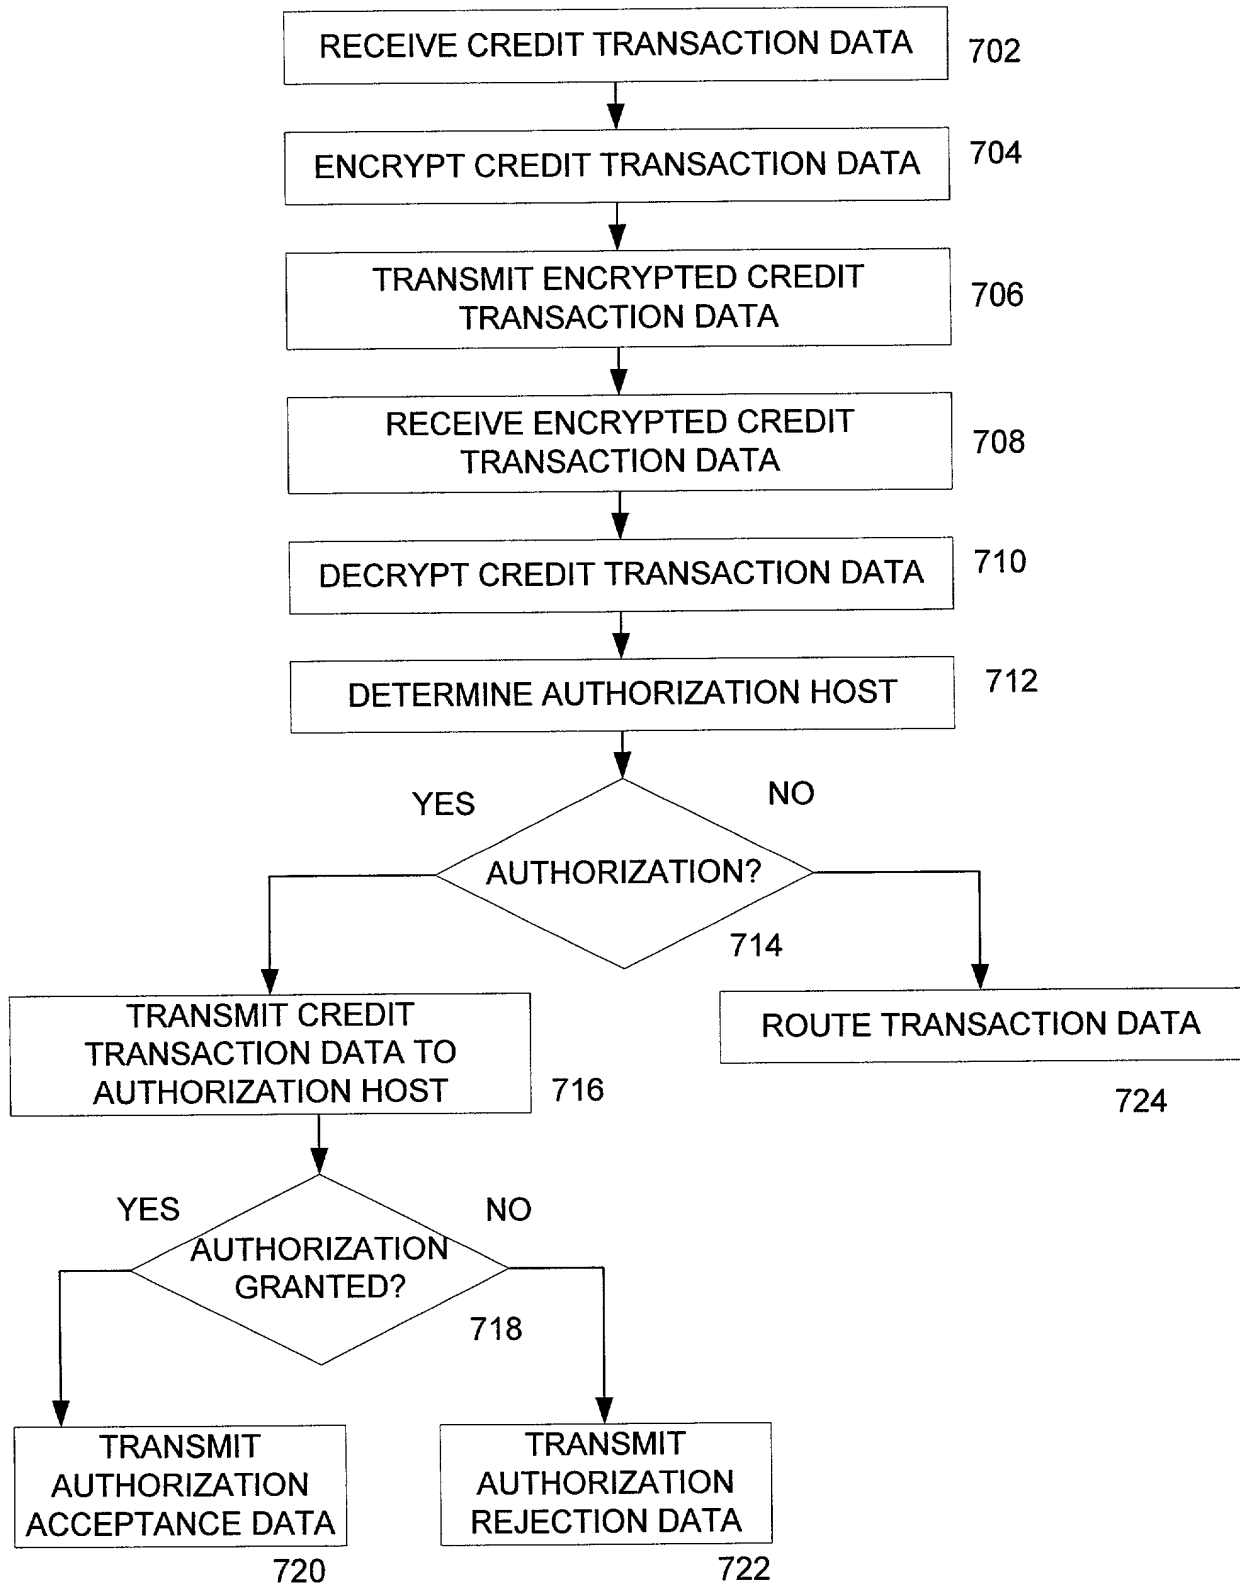 RECEIVE CREDIT TRANSACTION DATA
702
ENCRYPT CREDIT TRANSACTION DATA
704
TRANSMIT ENCRYPTED CREDIT
TRANSACTION DATA
706
RECEIVE ENCRYPTED CREDIT
TRANSACTION DATA
708
DECRYPT CREDIT TRANSACTION DATA
710
DETERMINE AUTHORIZATION HOST
712
YES
NO
AUTHORIZATION?
714
TRANSMIT CREDIT
TRANSACTION DATA TO
AUTHORIZATION HOST
716
ROUTE TRANSACTION DATA
724
YES
NO
AUTHORIZATION
GRANTED?
718
TRANSMIT
AUTHORIZATION
ACCEPTANCE DATA
720
TRANSMIT
AUTHORIZATION
REJECTION DATA
722